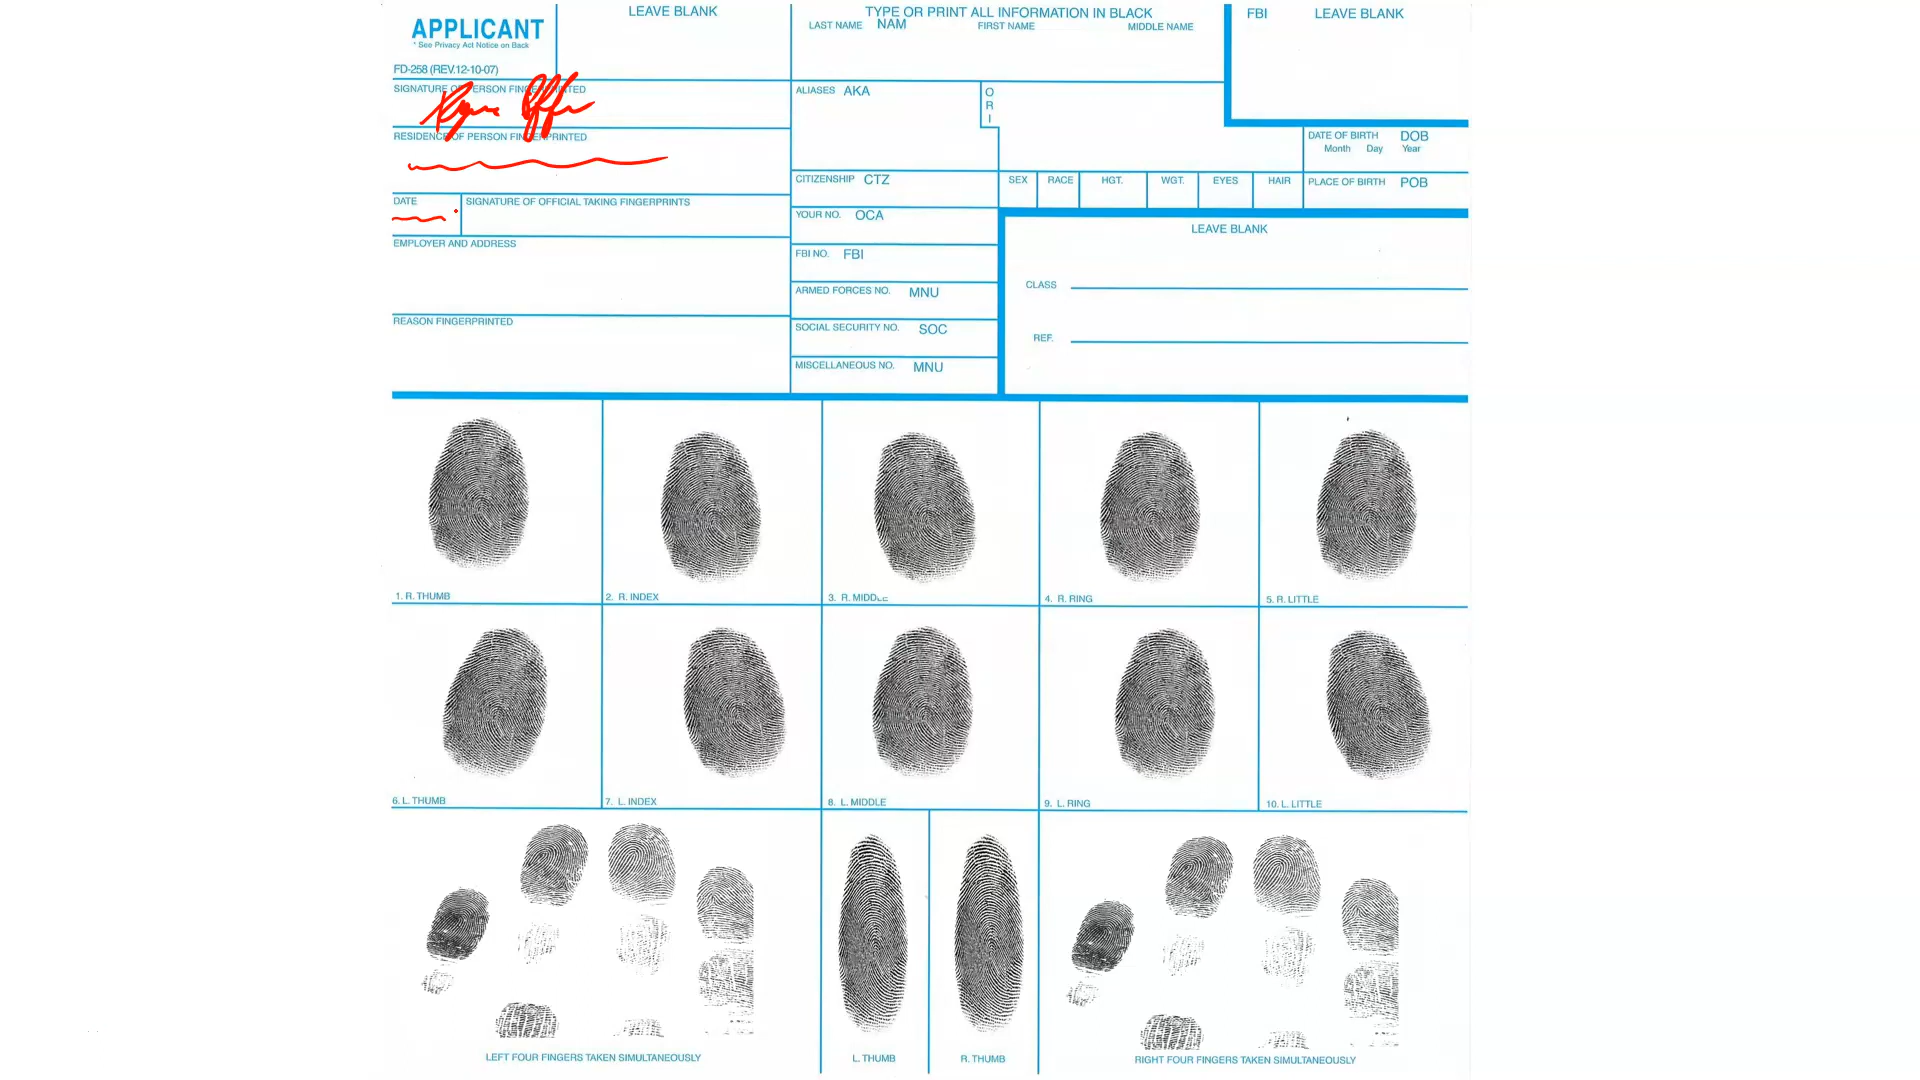 APPLICANT
* See Privacy Act Notice on Back
FD-258 (REV.12-10-07)
LEAVE BLANK
TYPE OR PRINT ALL INFORMATION IN BLACK
LAST NAME NAM FIRST NAME MIDDLE NAME
FBI LEAVE BLANK
SIGNATURE OF PERSON FINGERPRINTED
RESIDENCE OF PERSON FINGERPRINTED
DATE SIGNATURE OF OFFICIAL TAKING FINGERPRINTS
EMPLOYER AND ADDRESS
REASON FINGERPRINTED
ALIASES AKA
O
R
I
DATE OF BIRTH DOB
Month Day Year
CITIZENSHIP CTZ
SEX RACE HGT. WGT. EYES HAIR PLACE OF BIRTH POB
YOUR NO. OCA
FBI NO. FBI
ARMED FORCES NO. MNU
SOCIAL SECURITY NO. SOC
MISCELLANEOUS NO. MNU
LEAVE BLANK
CLASS
REF.
1. R. THUMB 2. R. INDEX 3. R. MIDDLE 4. R. RING 5. R. LITTLE
6. L. THUMB 7. L. INDEX 8. L. MIDDLE 9. L. RING 10. L. LITTLE
LEFT FOUR FINGERS TAKEN SIMULTANEOUSLY L. THUMB R. THUMB RIGHT FOUR FINGERS TAKEN SIMULTANEOUSLY